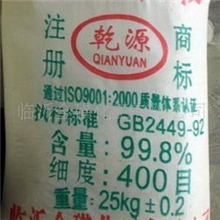 注册 乾源 商标
QIANYUAN
通过ISO9001:2000质量体系认证
执行标准 GB2449-92
含量: 99.8%
细度: 400目
重量: 25kg±0.2